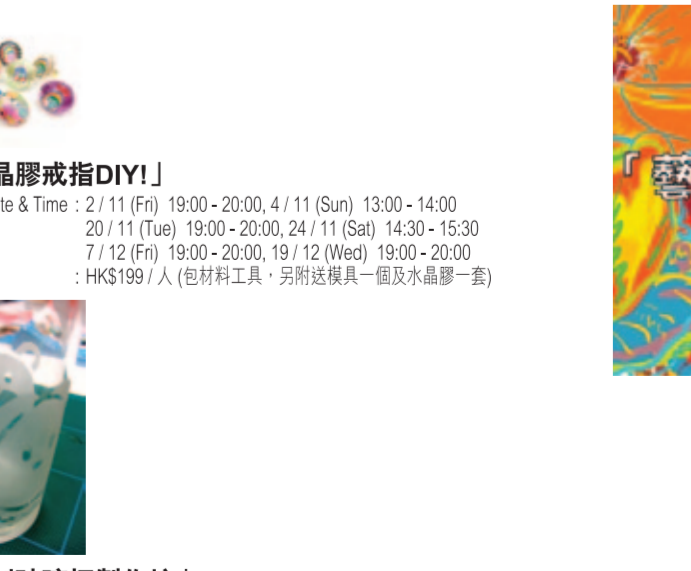 晶膠戒指DIY!」
te & Time : 2 / 11 (Fri) 19:00 - 20:00, 4 / 11 (Sun) 13:00 - 14:00
20 / 11 (Tue) 19:00 - 20:00, 24 / 11 (Sat) 14:30 - 15:30
7 / 12 (Fri) 19:00 - 20:00, 19 / 12 (Wed) 19:00 - 20:00
: HK$199 / 人 (包材料工具，另附送模具一個及水晶膠一套)
「藝